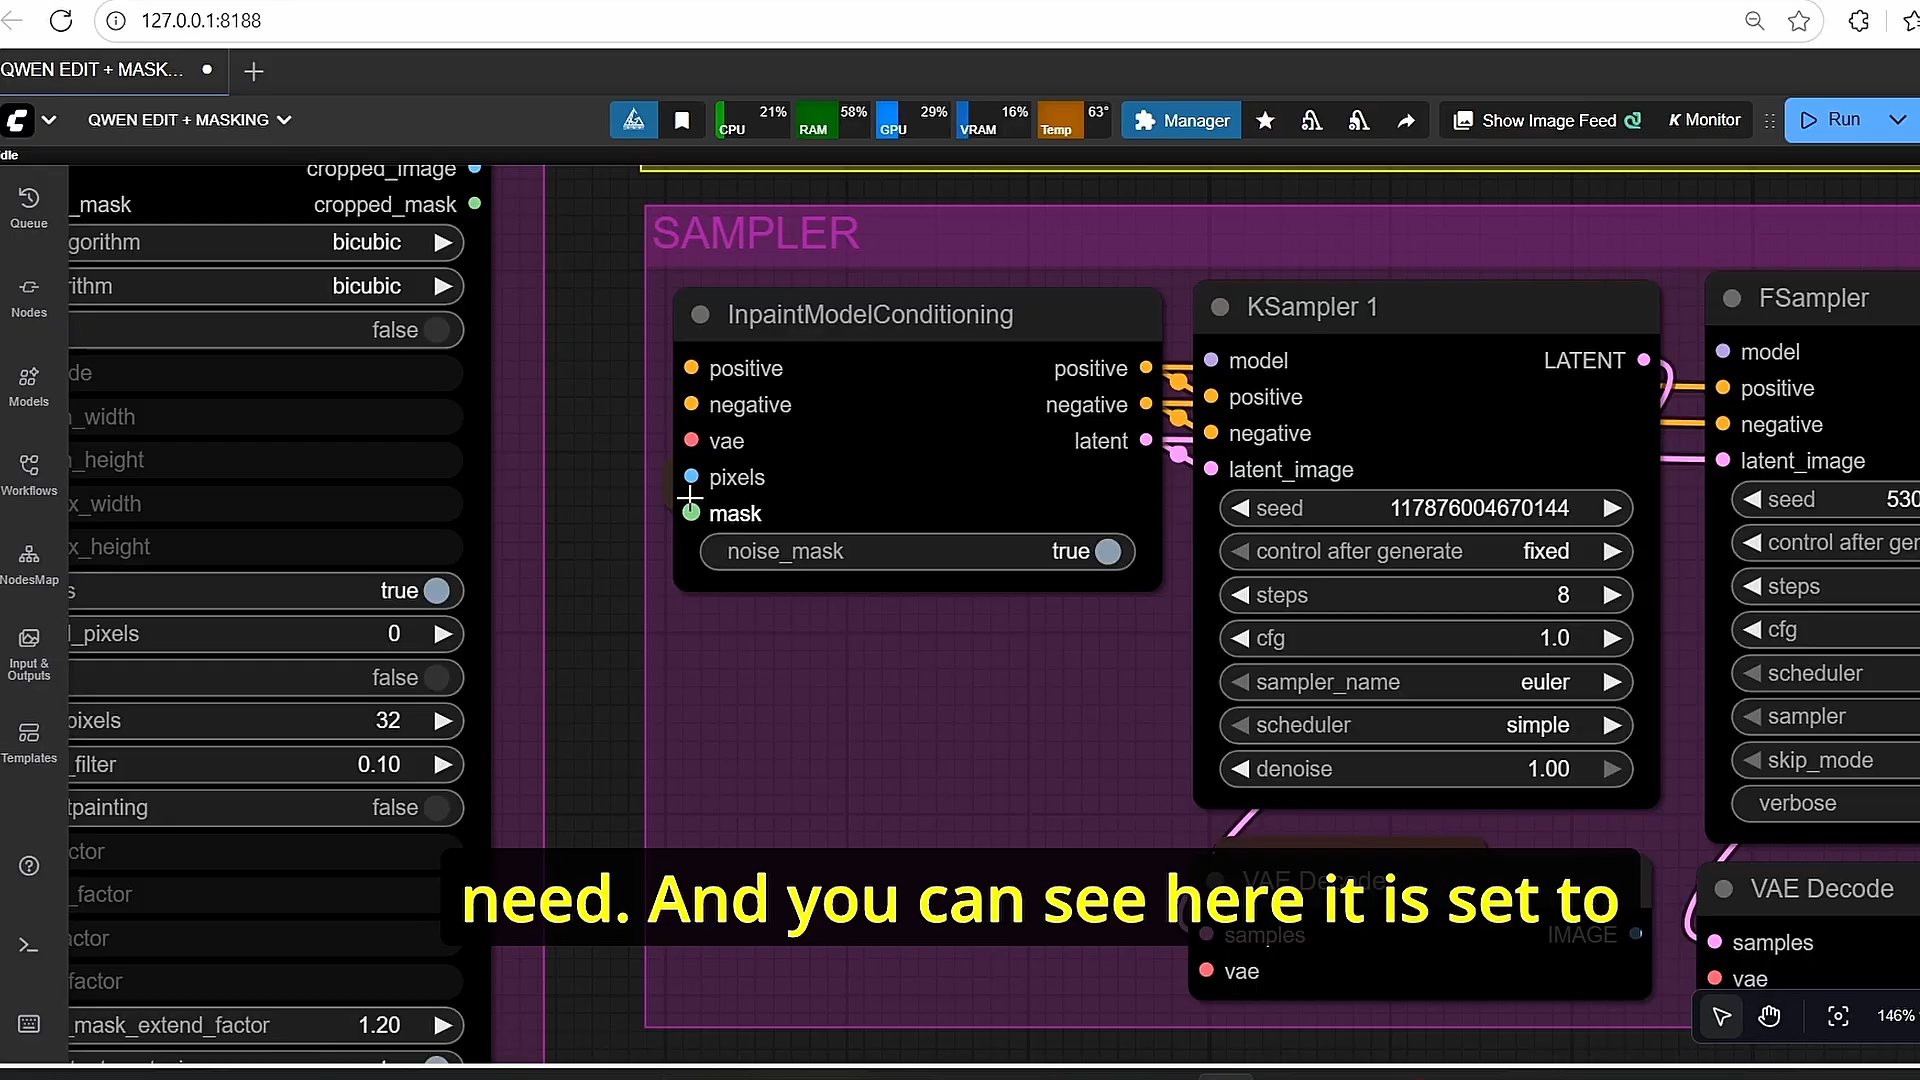 127.0.0.1:8188
QWEN EDIT + MASK...
QWEN EDIT + MASKING
CPU 21%
RAM 58%
GPU 29%
VRAM 16%
Temp 63°
Manager
Show Image Feed
Monitor
Run
dle
Queue
Nodes
Models
Workflows
NodesMap
Input & Outputs
Templates
cropped_image
_mask cropped_mask
gorithm bicubic
ithm bicubic
false
de
_width
_height
x_width
x_height
s true
_pixels 0
false
pixels 32
_filter 0.10
tpainting false
ctor
_factor
actor
factor
_mask_extend_factor 1.20
SAMPLER
InpaintModelConditioning
positive positive
negative negative
vae latent
pixels
mask
noise_mask true
KSampler 1
model LATENT
positive
negative
latent_image
seed 117876004670144
control after generate fixed
steps 8
cfg 1.0
sampler_name euler
scheduler simple
denoise 1.00
FSampler
model
positive
negative
latent_image
seed 530
control after gener
steps
cfg
scheduler
sampler
skip_mode
verbose
VAE Decode
samples IMAGE
vae
VAE Decode
samples
vae
need. And you can see here it is set to
146%